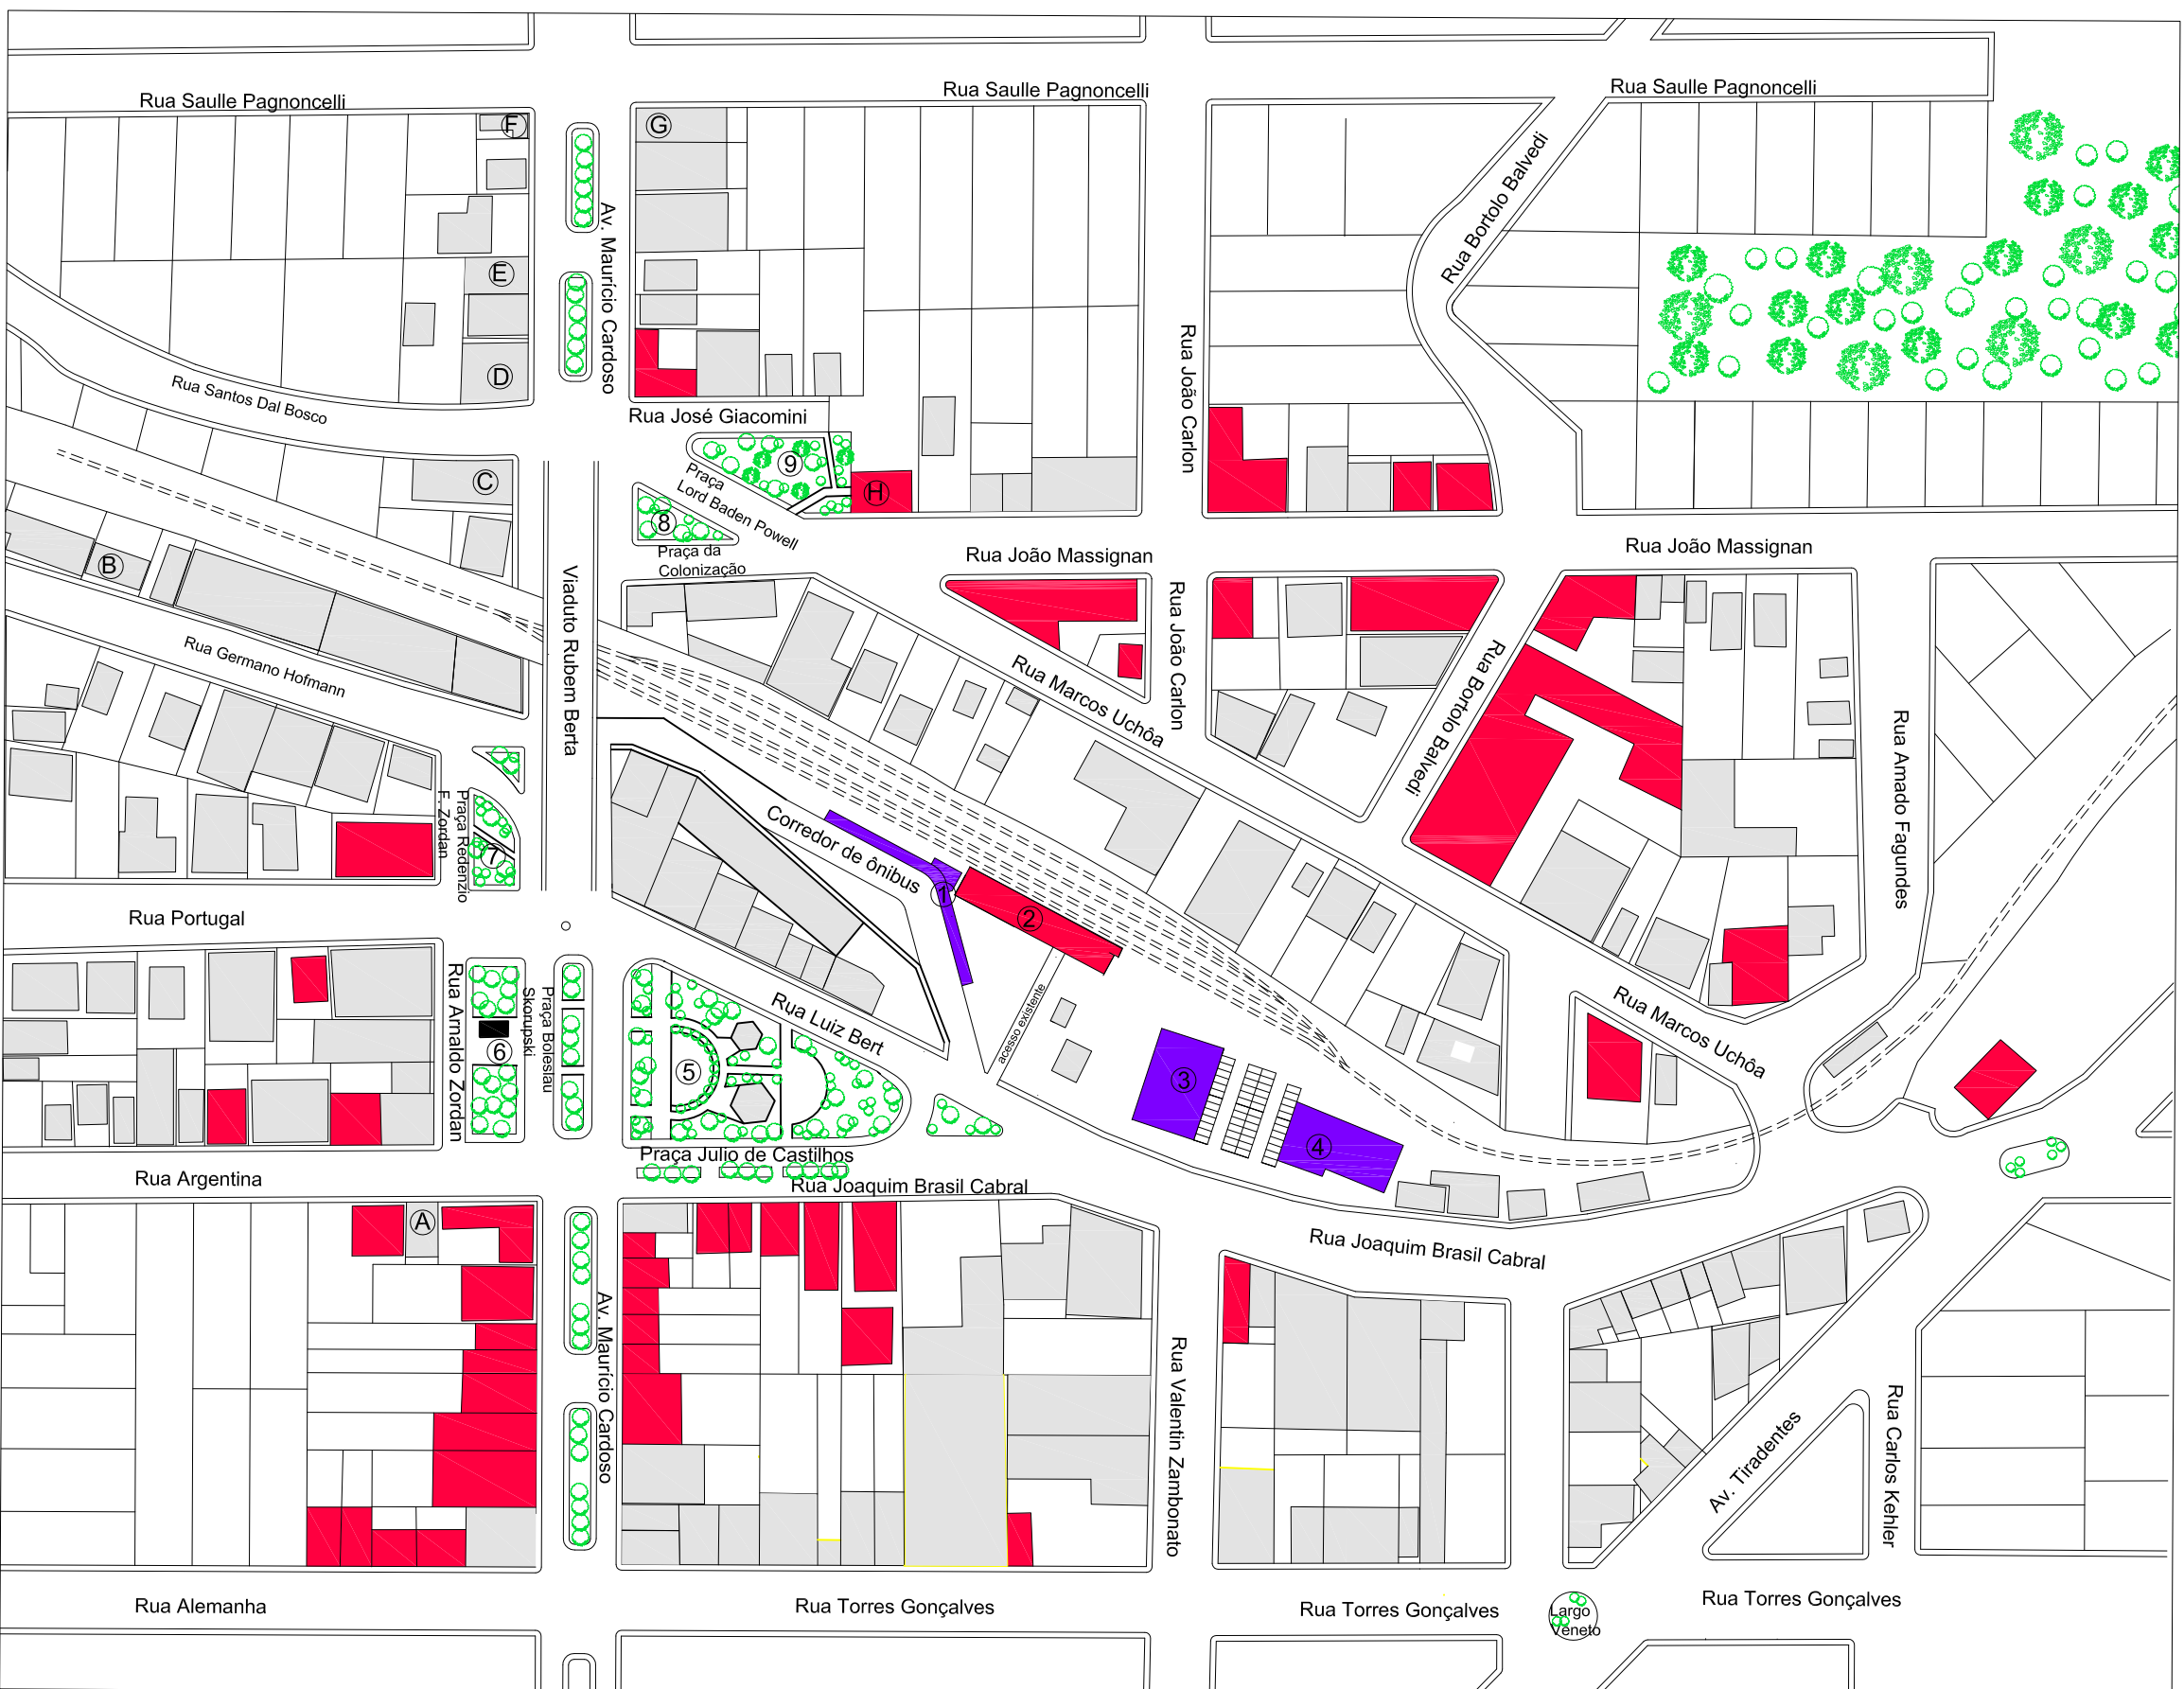 Rua Saulle Pagnoncelli
Rua Saulle Pagnoncelli
Rua Saulle Pagnoncelli
F
G
Av. Maurício Cardoso
Rua Bortolo Balvedi
E
D
Rua Santos Dal Bosco
Rua José Giacomini
Rua João Carlon
C
9
H
Praça
Lord Baden Powell
8
Praça da
Colonização
B
Rua João Massignan
Rua João Massignan
Viaduto Rubem Berta
Rua Germano Hofmann
Rua Marcos Uchôa
Rua João Carlon
Rua Bortolo Balvedi
Rua Amado Fagundes
Praça Redenzio
F. Zordan
7
Corredor de ônibus
1
2
Rua Portugal
Rua Arnaldo Zordan
6
Praça Boleslau
Skorupski
5
Rua Luiz Bert
acesso existente
3
4
Rua Marcos Uchôa
Praça Julio de Castilhos
Rua Argentina
Rua Joaquim Brasil Cabral
A
Rua Joaquim Brasil Cabral
Av. Maurício Cardoso
Rua Valentin Zambonato
Av. Tiradentes
Rua Carlos Kehler
Rua Alemanha
Rua Torres Gonçalves
Rua Torres Gonçalves
Largo
Veneto
Rua Torres Gonçalves